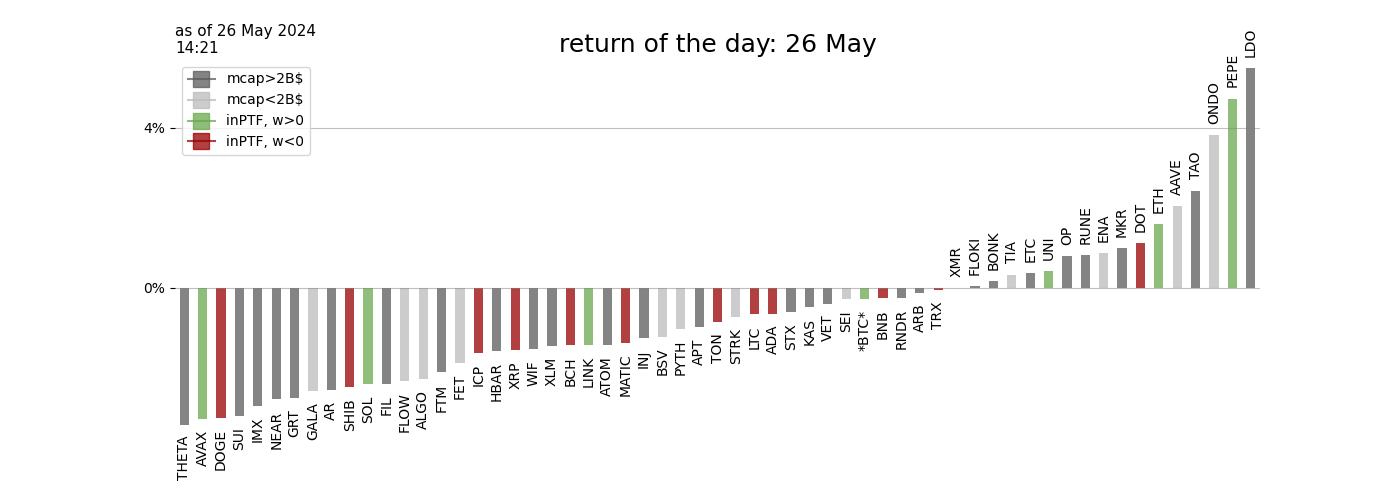 as of 26 May 2024
14:21
return of the day: 26 May
mcap>2B$
mcap<2B$
inPTF, w>0
inPTF, w<0
4%
0%
THETA
AVAX
DOGE
SUI
IMX
NEAR
GRT
GALA
AR
SHIB
SOL
FIL
FLOW
ALGO
FTM
FET
ICP
HBAR
XRP
WIF
XLM
BCH
LINK
ATOM
MATIC
INJ
BSV
PYTH
APT
TON
STRK
LTC
ADA
STX
KAS
VET
SEI
*BTC*
BNB
RNDR
ARB
TRX
XMR
FLOKI
BONK
TIA
ETC
UNI
OP
RUNE
ENA
MKR
DOT
ETH
AAVE
TAO
ONDO
PEPE
LDO